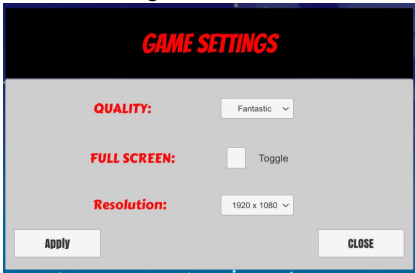 GAME SETTINGS
QUALITY: Fantastic
FULL SCREEN: Toggle
Resolution: 1920 x 1080
Apply CLOSE